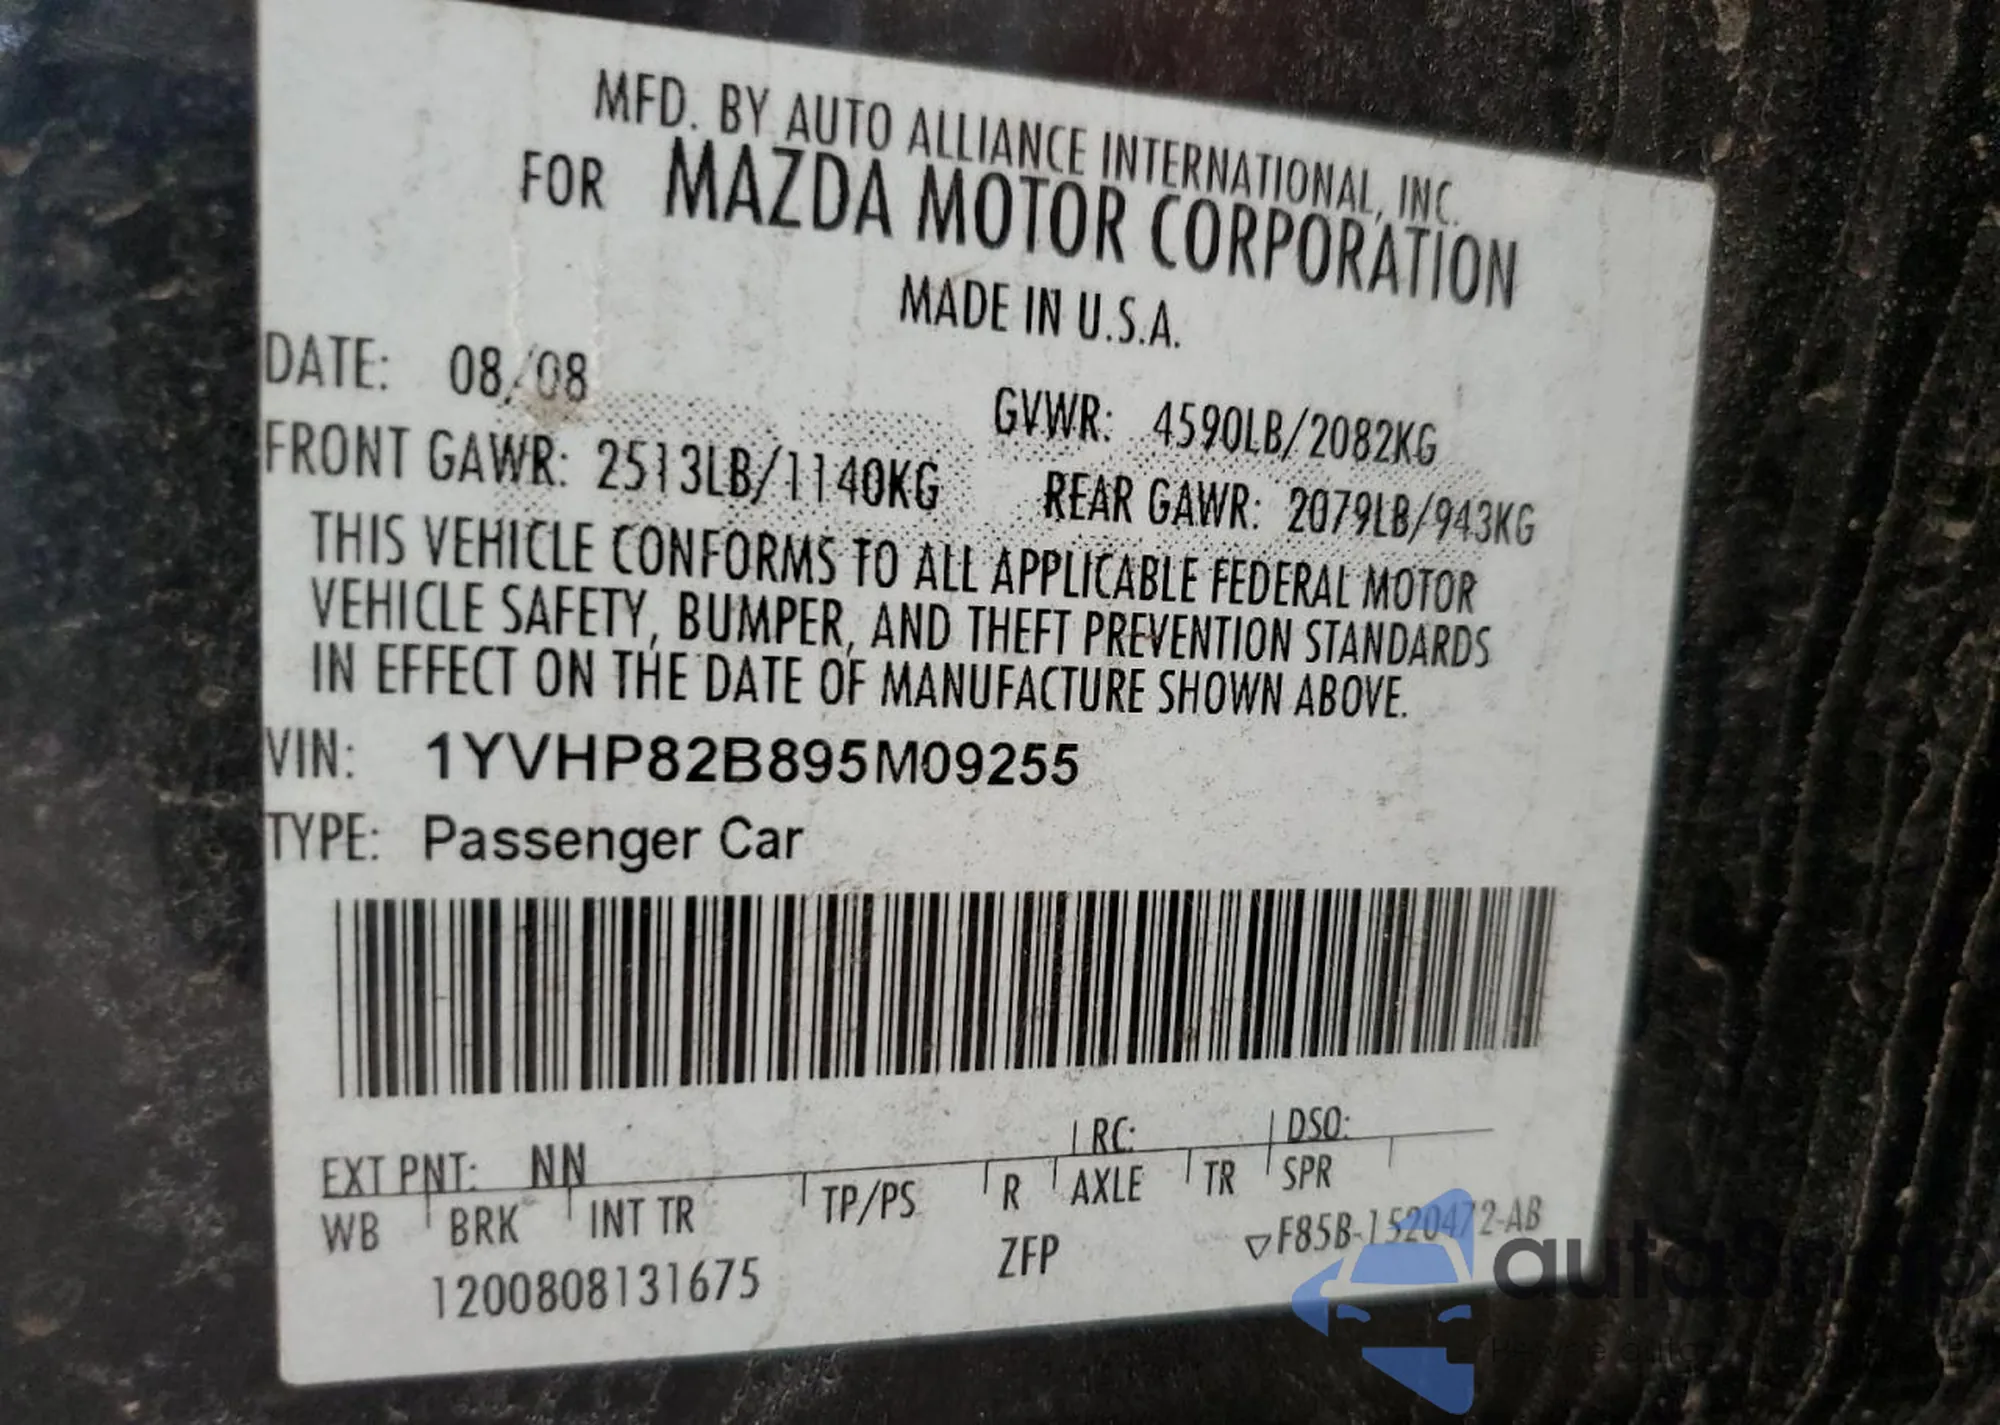 MFD. BY AUTO ALLIANCE INTERNATIONAL, INC.
FOR MAZDA MOTOR CORPORATION
MADE IN U.S.A.
DATE: 08/08
GVWR: 4590LB/2082KG
FRONT GAWR: 2513LB/1140KG REAR GAWR: 2079LB/943KG
THIS VEHICLE CONFORMS TO ALL APPLICABLE FEDERAL MOTOR
VEHICLE SAFETY, BUMPER, AND THEFT PREVENTION STANDARDS
IN EFFECT ON THE DATE OF MANUFACTURE SHOWN ABOVE.
VIN: 1YVHP82B895M09255
TYPE: Passenger Car
EXT PNT: NN RC: DSO:
WB BRK INT TR TP/PS R AXLE TR SPR
1200808131675 ZFP ▽F85B-1520472-AB